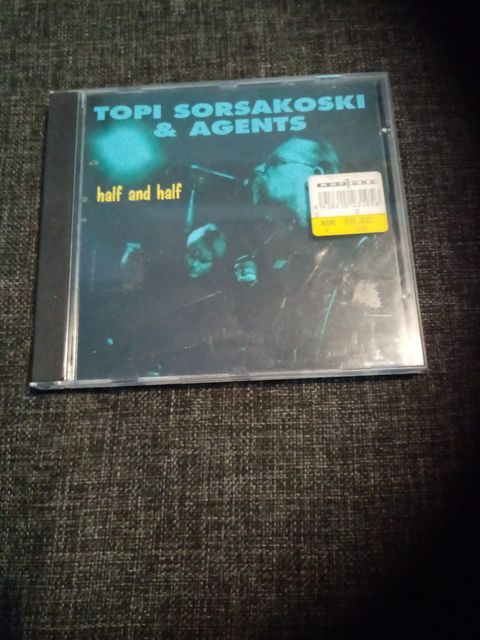 TOPI SORSAKOSKI
& AGENTS
half and half